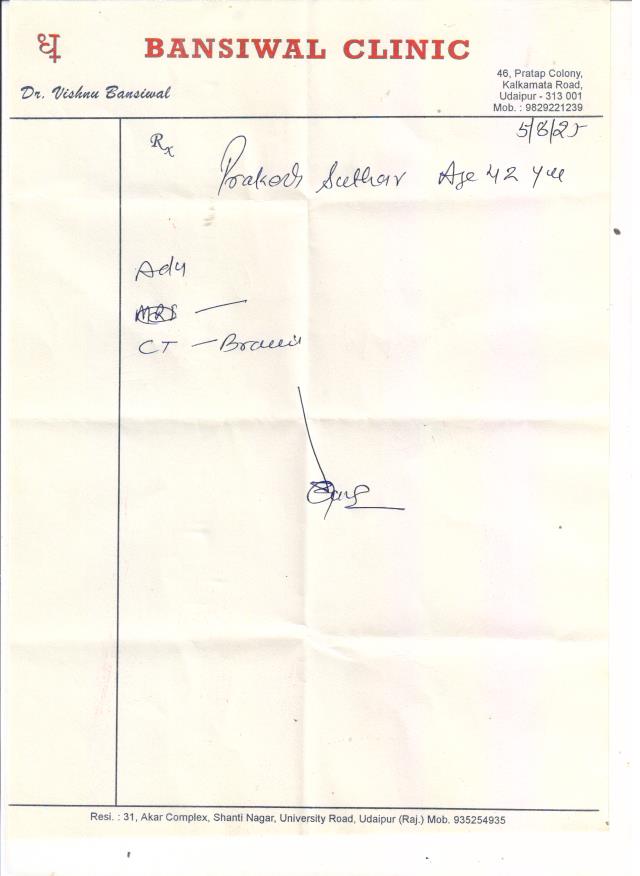 ધ BANSIWAL CLINIC
Dr. Vishnu Bansiwal
46, Pratap Colony,
Kalkamata Road,
Udaipur - 313 001
Mob. : 9829221239
5/8/25
Rx
Prakash Suthar Age 42 yrs
Adv
CT — Brain
Resi. : 31, Akar Complex, Shanti Nagar, University Road, Udaipur (Raj.) Mob. 935254935